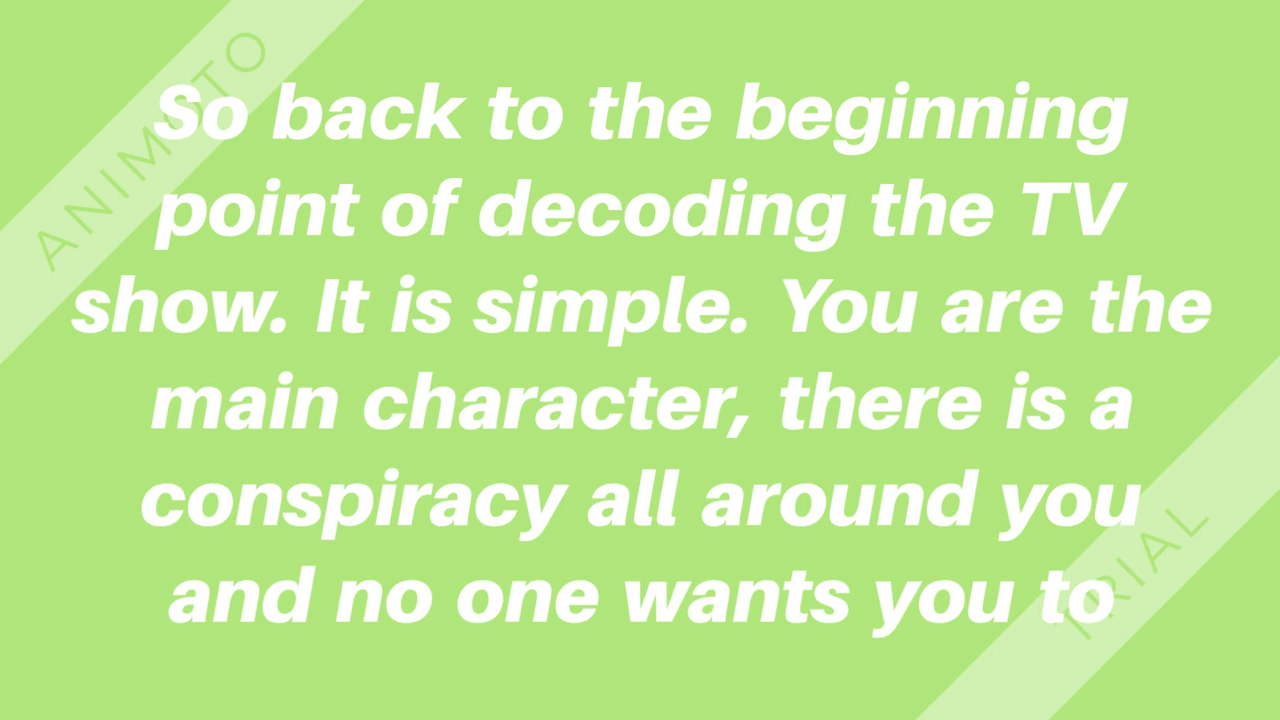 ANIMOTO
So back to the beginning
point of decoding the TV
show. It is simple. You are the
main character, there is a
conspiracy all around you
and no one wants you to
TRIAL